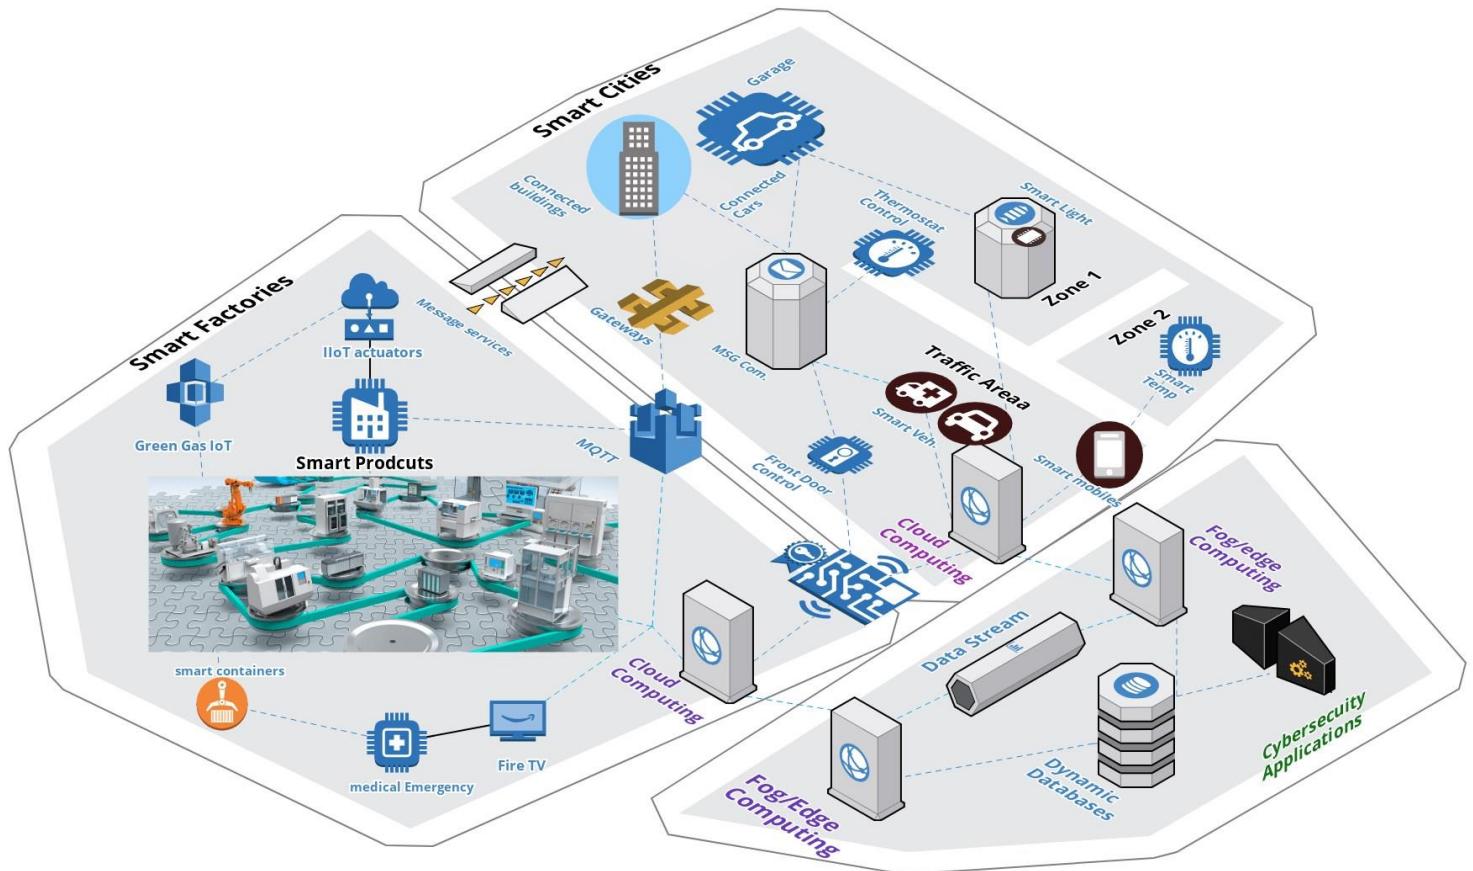 Smart Cities
Garage
Connected
buildings
Connected
Cars
Thermostat
Control
Smart Light
Zone 1
Zone 2
Smart
Temp
Smart Factories
Message services
Gateways
MSG Com.
Traffic Areaa
Smart Veh.
IIoT actuators
Green Gas IoT
Smart Prodcuts
MQTT
Front Door
Control
Smart mobiles
Cloud
Computing
Fog/edge
Computing
smart containers
Cloud
Computing
Data Stream
medical Emergency
Fire TV
Fog/Edge
Computing
Dynamic
Databases
Cybersecuity
Applications